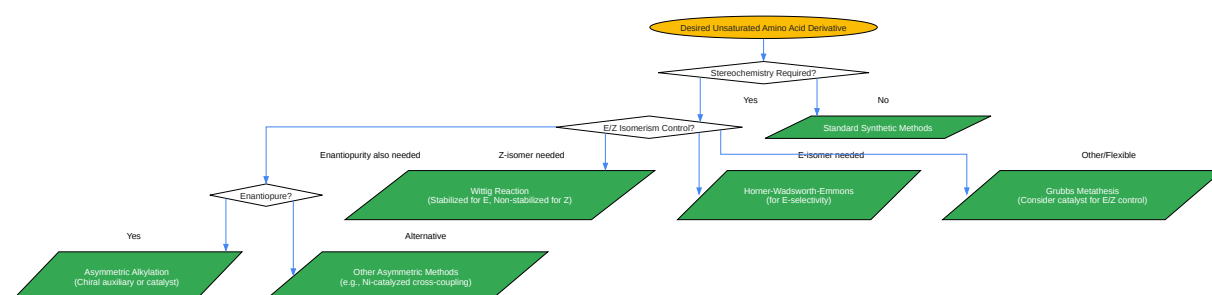 Desired Unsaturated Amino Acid Derivative
Stereochemistry Required?
Yes
No
E/Z Isomerism Control?
Standard Synthetic Methods
Enantiopurity also needed
Z-isomer needed
E-isomer needed
Other/Flexible
Enantiopure?
Wittig Reaction
(Stabilized for E, Non-stabilized for Z)
Horner-Wadsworth-Emmons
(for E-selectivity)
Grubbs Metathesis
(Consider catalyst for E/Z control)
Yes
Alternative
Asymmetric Alkylation
(Chiral auxiliary or catalyst)
Other Asymmetric Methods
(e.g., Ni-catalyzed cross-coupling)